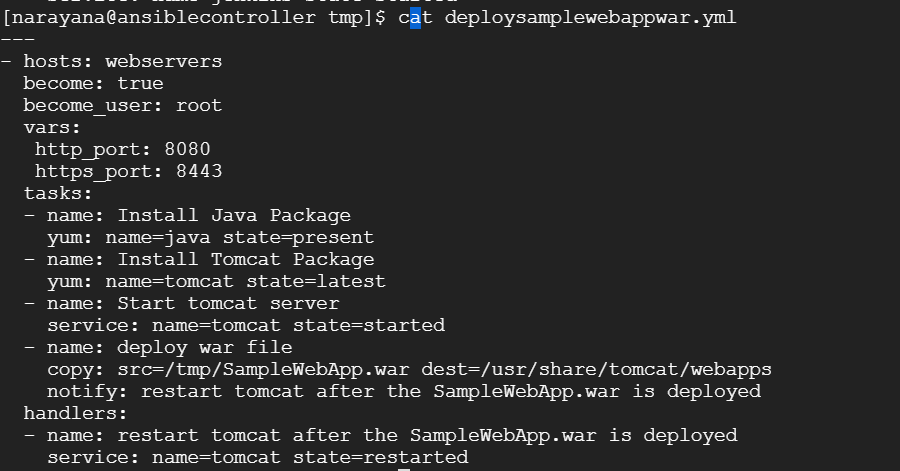 [narayana@ansiblecontroller tmp]$ cat deploysamplewebappwar.yml
---
- hosts: webservers
  become: true
  become_user: root
  vars:
   http_port: 8080
   https_port: 8443
  tasks:
  - name: Install Java Package
    yum: name=java state=present
  - name: Install Tomcat Package
    yum: name=tomcat state=latest
  - name: Start tomcat server
    service: name=tomcat state=started
  - name: deploy war file
    copy: src=/tmp/SampleWebApp.war dest=/usr/share/tomcat/webapps
    notify: restart tomcat after the SampleWebApp.war is deployed
  handlers:
  - name: restart tomcat after the SampleWebApp.war is deployed
    service: name=tomcat state=restarted